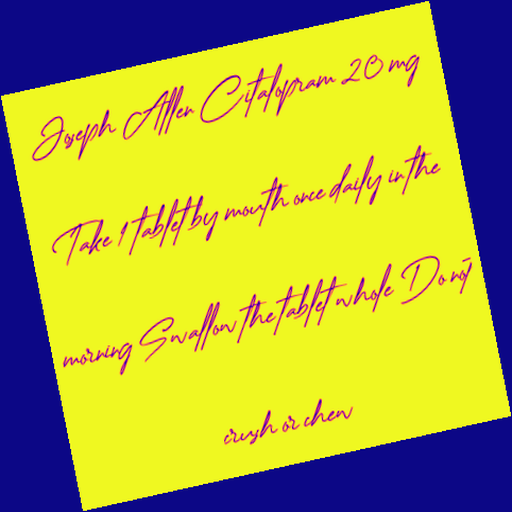 Joseph Allen Citalopram 20 mg
Take 1 tablet by mouth once daily in the
morning Swallow the tablet whole Do not
crush or chew